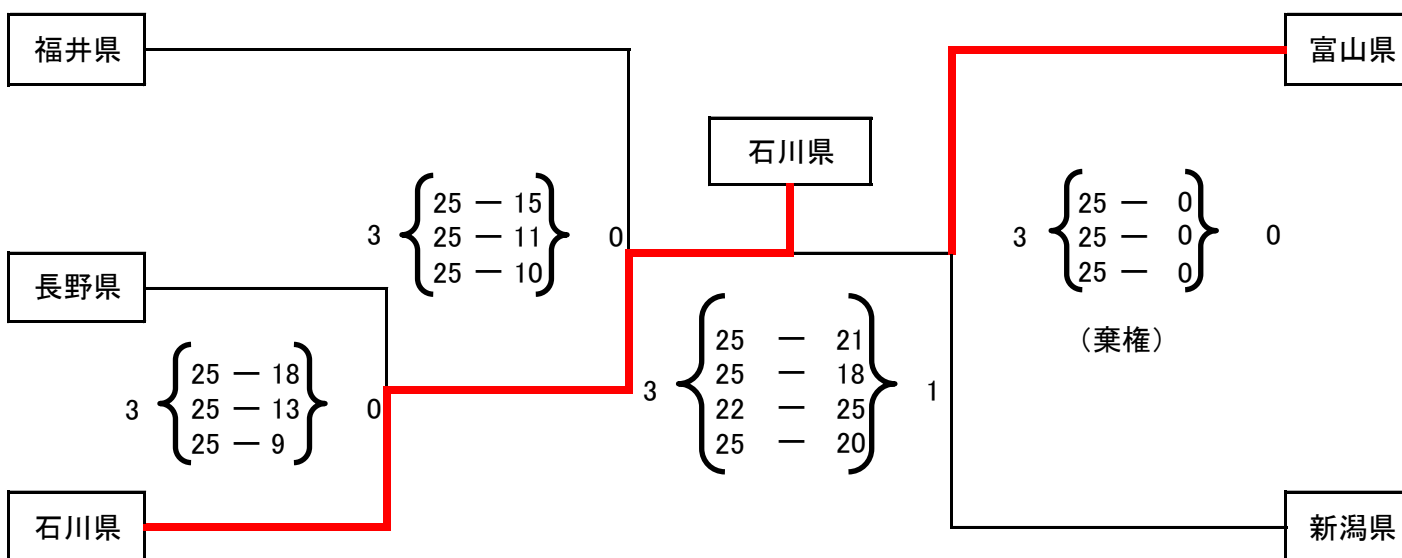 福井県
富山県
石川県
3 25 － 15 0
25 － 11
25 － 10
3 25 － 0 0
25 － 0
25 － 0
（棄権）
長野県
3 25 － 18 0
25 － 13
25 － 9
3 25 － 21 1
25 － 18
22 － 25
25 － 20
石川県
新潟県